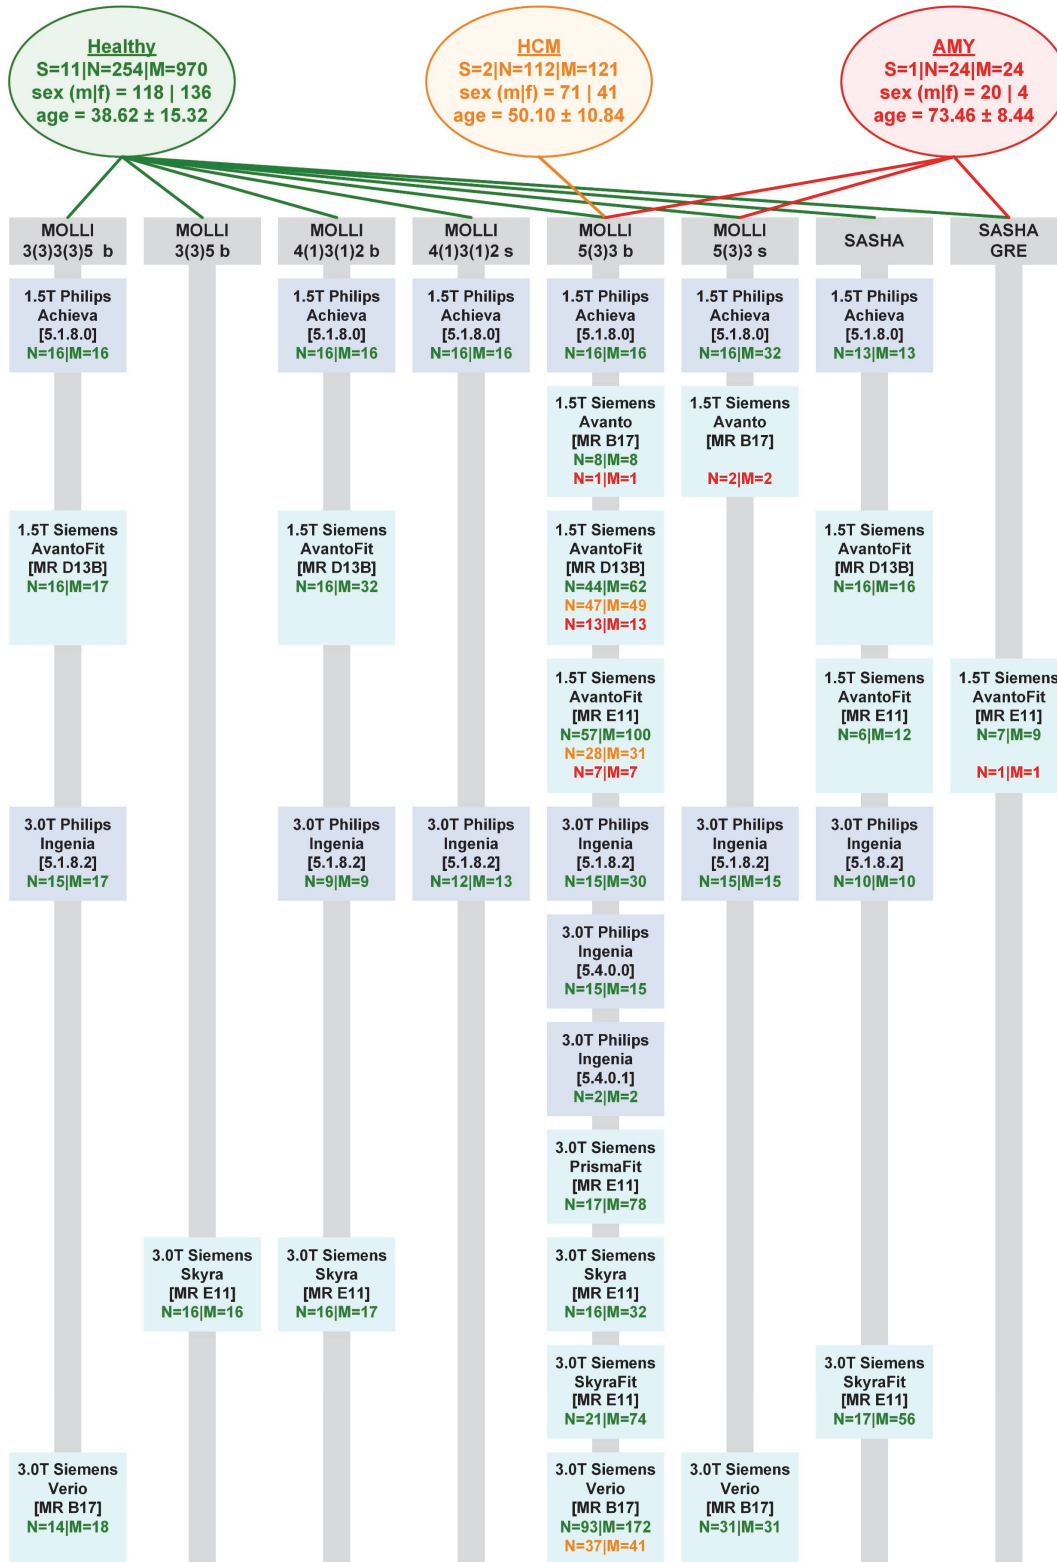 Healthy
S=11|N=254|M=970
sex (m|f) = 118 | 136
age = 38.62 ± 15.32
HCM
S=2|N=112|M=121
sex (m|f) = 71 | 41
age = 50.10 ± 10.84
AMY
S=1|N=24|M=24
sex (m|f) = 20 | 4
age = 73.46 ± 8.44
MOLLI
3(3)3(3)5 b
MOLLI
3(3)5 b
MOLLI
4(1)3(1)2 b
MOLLI
4(1)3(1)2 s
MOLLI
5(3)3 b
MOLLI
5(3)3 s
SASHA
SASHA
GRE
1.5T Philips
Achieva
[5.1.8.0]
N=16|M=16
1.5T Philips
Achieva
[5.1.8.0]
N=16|M=16
1.5T Philips
Achieva
[5.1.8.0]
N=16|M=16
1.5T Philips
Achieva
[5.1.8.0]
N=16|M=16
1.5T Philips
Achieva
[5.1.8.0]
N=16|M=32
1.5T Philips
Achieva
[5.1.8.0]
N=13|M=13
1.5T Siemens
Avanto
[MR B17]
N=8|M=8
N=1|M=1
1.5T Siemens
Avanto
[MR B17]
N=2|M=2
1.5T Siemens
AvantoFit
[MR D13B]
N=16|M=17
1.5T Siemens
AvantoFit
[MR D13B]
N=16|M=32
1.5T Siemens
AvantoFit
[MR D13B]
N=44|M=62
N=47|M=49
N=13|M=13
1.5T Siemens
AvantoFit
[MR D13B]
N=16|M=16
1.5T Siemens
AvantoFit
[MR E11]
N=57|M=100
N=28|M=31
N=7|M=7
1.5T Siemens
AvantoFit
[MR E11]
N=6|M=12
1.5T Siemens
AvantoFit
[MR E11]
N=7|M=9
N=1|M=1
3.0T Philips
Ingenia
[5.1.8.2]
N=15|M=17
3.0T Philips
Ingenia
[5.1.8.2]
N=9|M=9
3.0T Philips
Ingenia
[5.1.8.2]
N=12|M=13
3.0T Philips
Ingenia
[5.1.8.2]
N=15|M=30
3.0T Philips
Ingenia
[5.1.8.2]
N=15|M=15
3.0T Philips
Ingenia
[5.1.8.2]
N=10|M=10
3.0T Philips
Ingenia
[5.4.0.0]
N=15|M=15
3.0T Philips
Ingenia
[5.4.0.1]
N=2|M=2
3.0T Siemens
PrismaFit
[MR E11]
N=17|M=78
3.0T Siemens
Skyra
[MR E11]
N=16|M=16
3.0T Siemens
Skyra
[MR E11]
N=16|M=17
3.0T Siemens
Skyra
[MR E11]
N=16|M=32
3.0T Siemens
SkyraFit
[MR E11]
N=21|M=74
3.0T Siemens
SkyraFit
[MR E11]
N=17|M=56
3.0T Siemens
Verio
[MR B17]
N=14|M=18
3.0T Siemens
Verio
[MR B17]
N=93|M=172
N=37|M=41
3.0T Siemens
Verio
[MR B17]
N=31|M=31